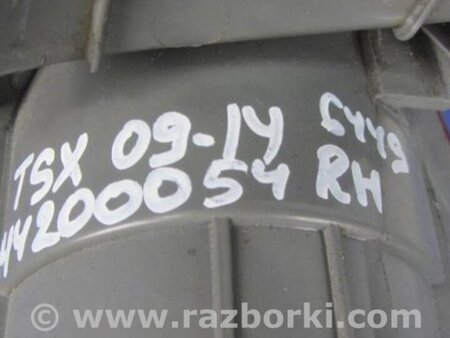 TSX 09-14 5449
44200054 RH
© www.razborki.com